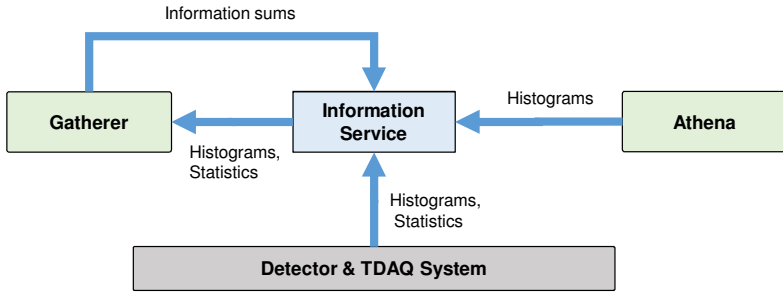 Information sums
Gatherer
Information
Service
Histograms
Athena
Histograms,
Statistics
Histograms,
Statistics
Detector & TDAQ System